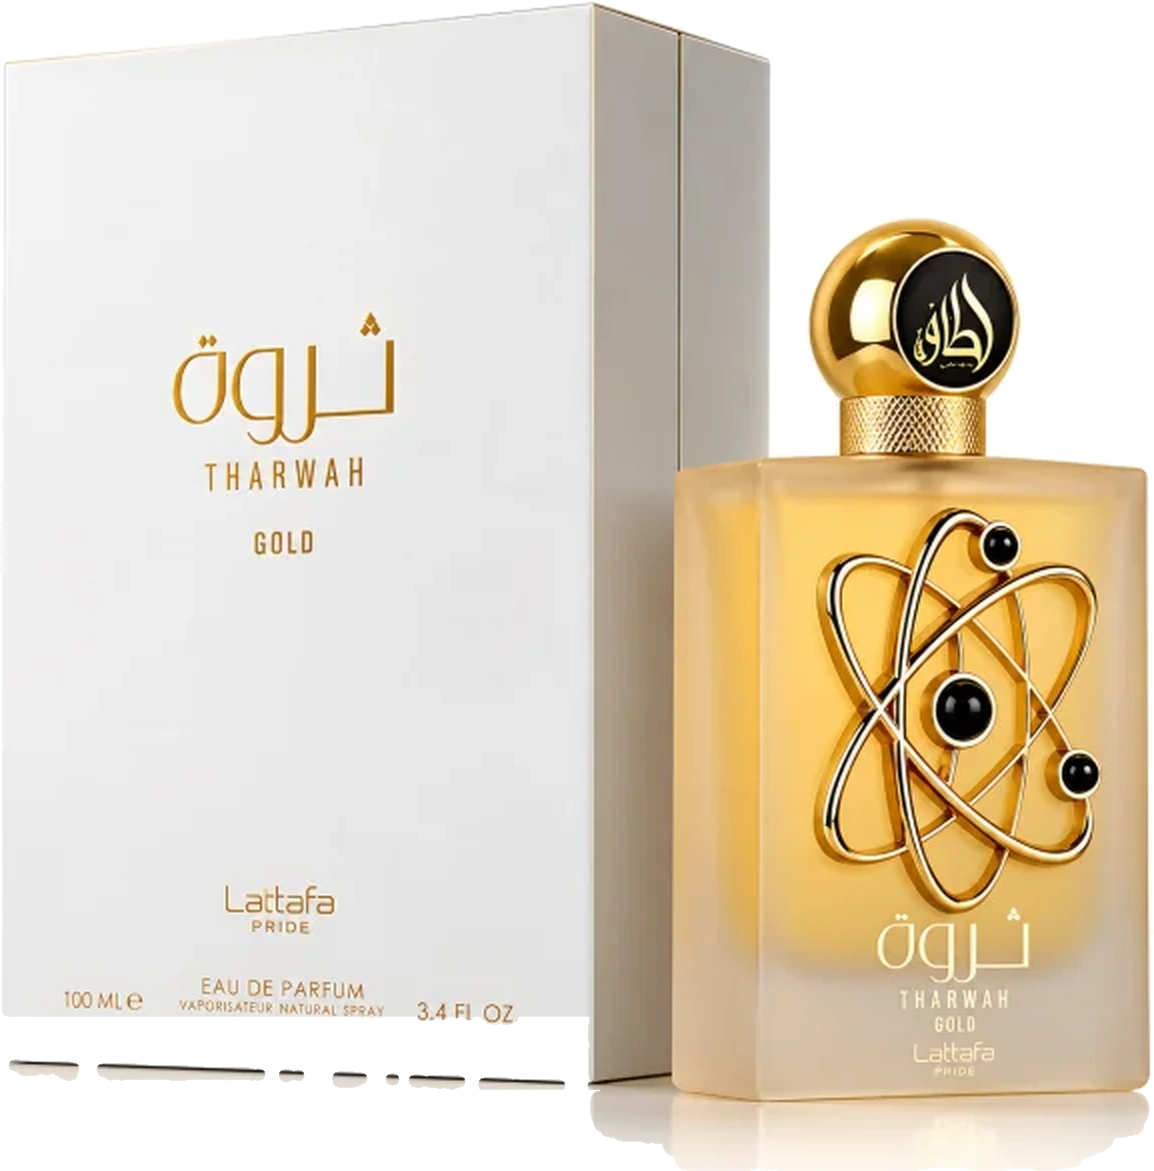 ثروة
THARWAH
GOLD
Lattafa
PRIDE
EAU DE PARFUM
VAPORISATEUR NATURAL SPRAY
100 ML e
3.4 FL OZ
لطافة
ثروة
THARWAH
GOLD
Lattafa
PRIDE